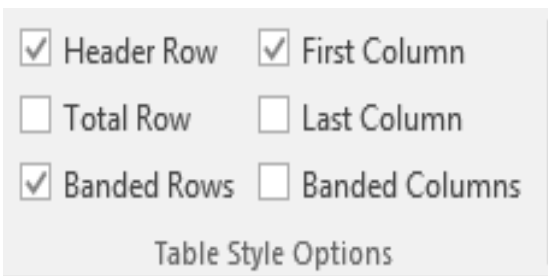 Header Row First Column
Total Row Last Column
Banded Rows Banded Columns
Table Style Options